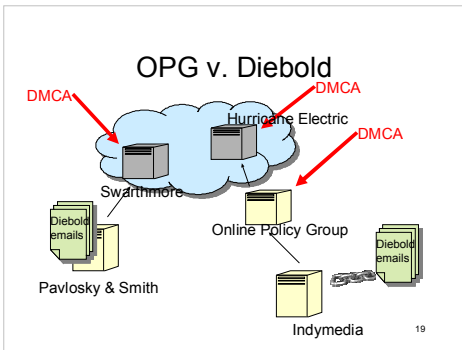 OPG v. Diebold
DMCA
DMCA
Hurricane Electric
DMCA
Swarthmore
Diebold
emails
Online Policy Group
Diebold
emails
Pavlosky & Smith
Indymedia
19